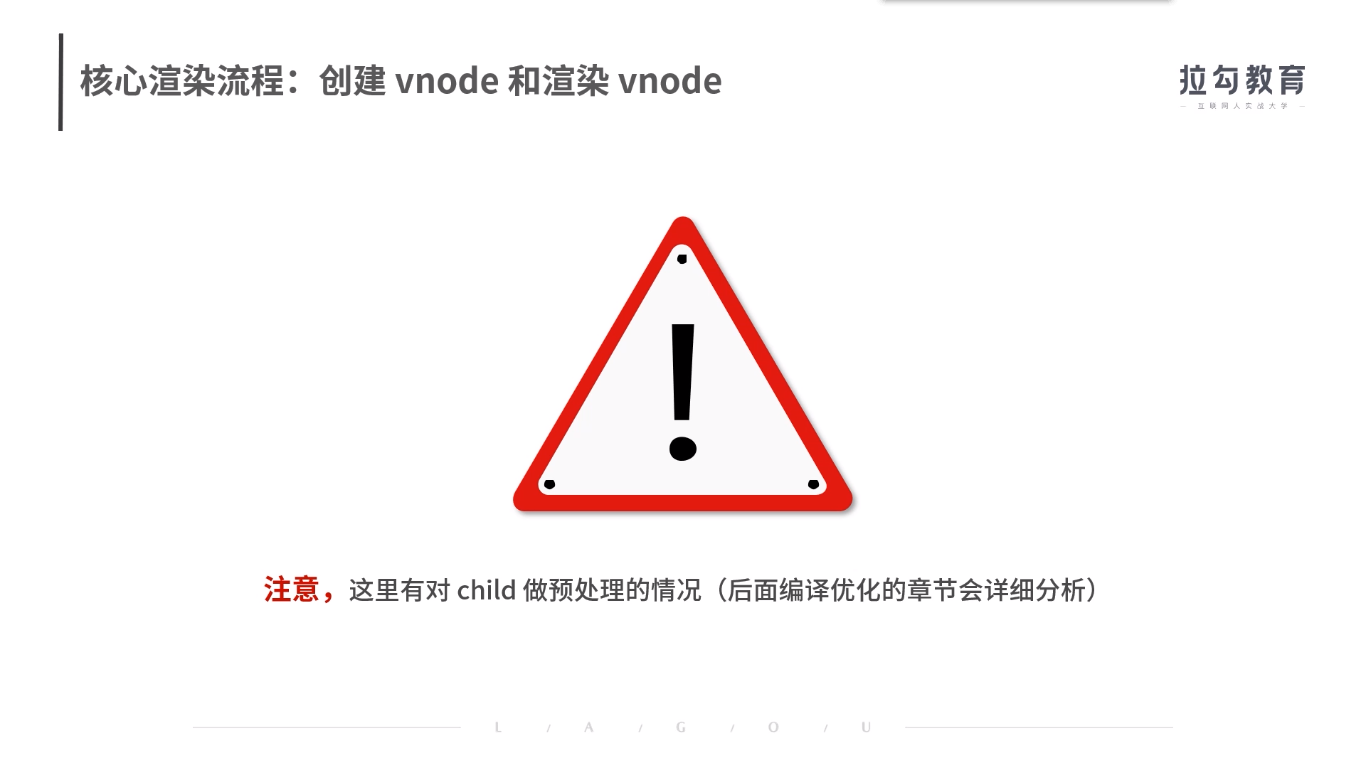 核心渲染流程：创建 vnode 和渲染 vnode
拉勾教育
— 互联网人实战大学 —
!
注意，这里有对 child 做预处理的情况（后面编译优化的章节会详细分析）
L / A / G / O / U